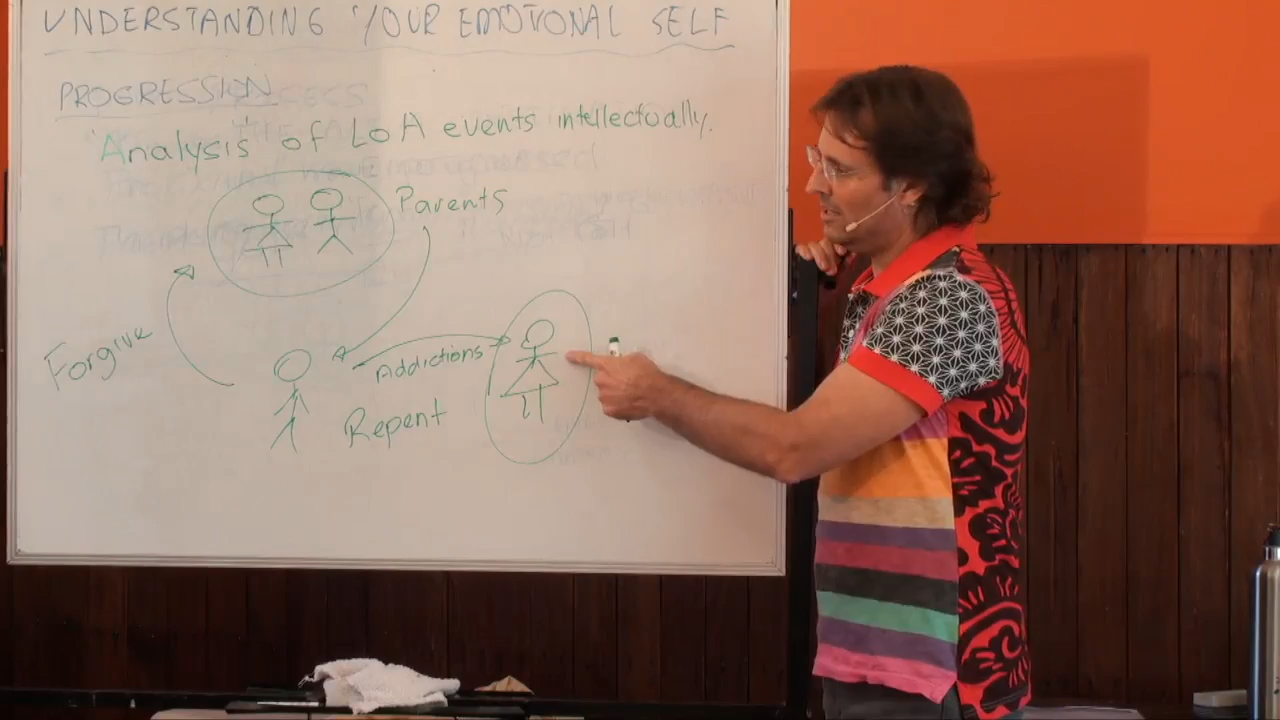 UNDERSTANDING YOUR EMOTIONAL SELF
PROGRESSION
"Analysis" of LoA events intellectually.
Parents
Forgive
Addictions
Repent